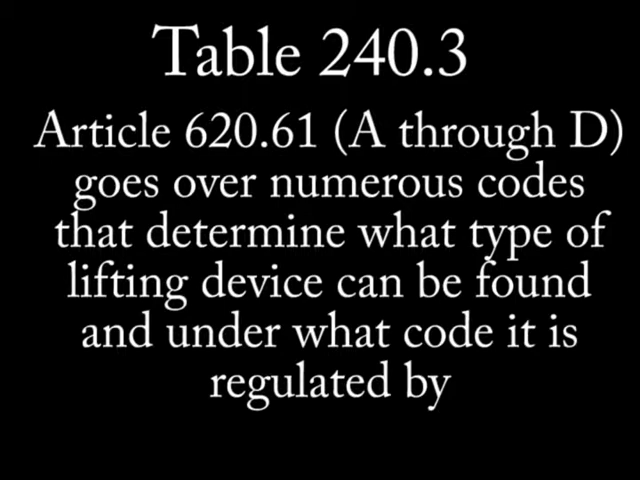 Table 240.3
Article 620.61 (A through D)
goes over numerous codes
that determine what type of
lifting device can be found
and under what code it is
regulated by